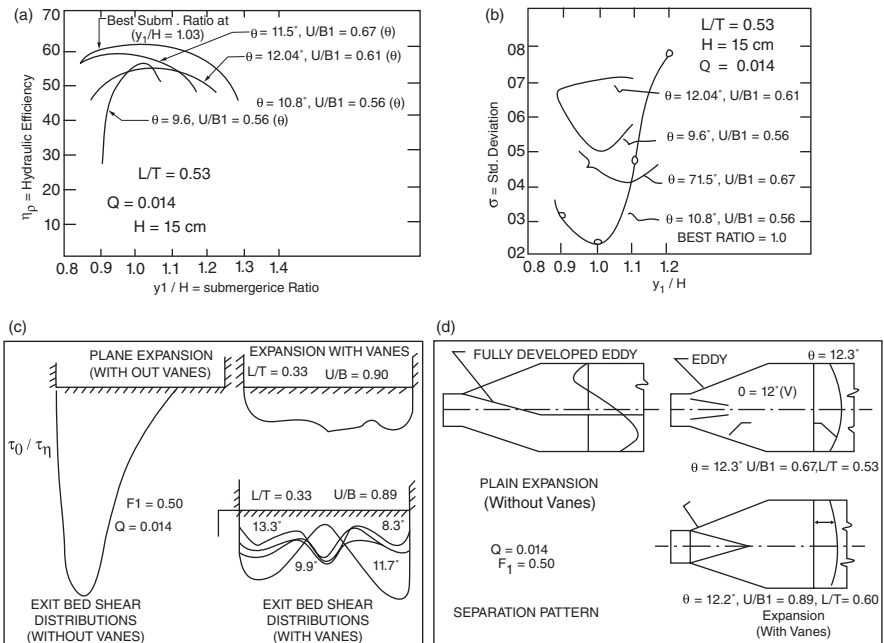 (a)
Best Subm . Ratio at
(y1/H = 1.03)
θ = 11.5°, U/B1 = 0.67 (θ)
θ = 12.04°, U/B1 = 0.61 (θ)
θ = 10.8°, U/B1 = 0.56 (θ)
θ = 9.6, U/B1 = 0.56 (θ)
L/T = 0.53
Q = 0.014
H = 15 cm
ηρ = Hydraulic Efficiency
70
60
50
40
30
20
10
0.8 0.9 1.0 1.1 1.2 1.3 1.4
y1 / H = submergerice Ratio
(b)
L/T = 0.53
H = 15 cm
Q = 0.014
θ = 12.04°, U/B1 = 0.61
θ = 9.6°, U/B1 = 0.56
θ = 71.5°, U/B1 = 0.67
θ = 10.8°, U/B1 = 0.56
BEST RATIO = 1.0
σ = Std. Deviation
08
07
06
05
04
03
02
0.8 0.9 1.0 1.1 1.2
y1 / H
(c)
PLANE EXPANSION
(WITH OUT VANES)
τ0 / τη
F1 = 0.50
Q = 0.014
EXIT BED SHEAR
DISTRIBUTIONS
(WITHOUT VANES)
EXPANSION WITH VANES
L/T = 0.33 U/B = 0.90
L/T = 0.33 U/B = 0.89
13.3° 8.3°
9.9° 11.7°
EXIT BED SHEAR
DISTRIBUTIONS
(WITH VANES)
(d)
FULLY DEVELOPED EDDY
PLAIN EXPANSION
(Without Vanes)
Q = 0.014
F1 = 0.50
SEPARATION PATTERN
EDDY
θ = 12.3°
0 = 12°(V)
θ = 12.3° U/B1 = 0.67,L/T = 0.53
θ = 12.2°, U/B1 = 0.89, L/T= 0.60
Expansion
(With Vanes)